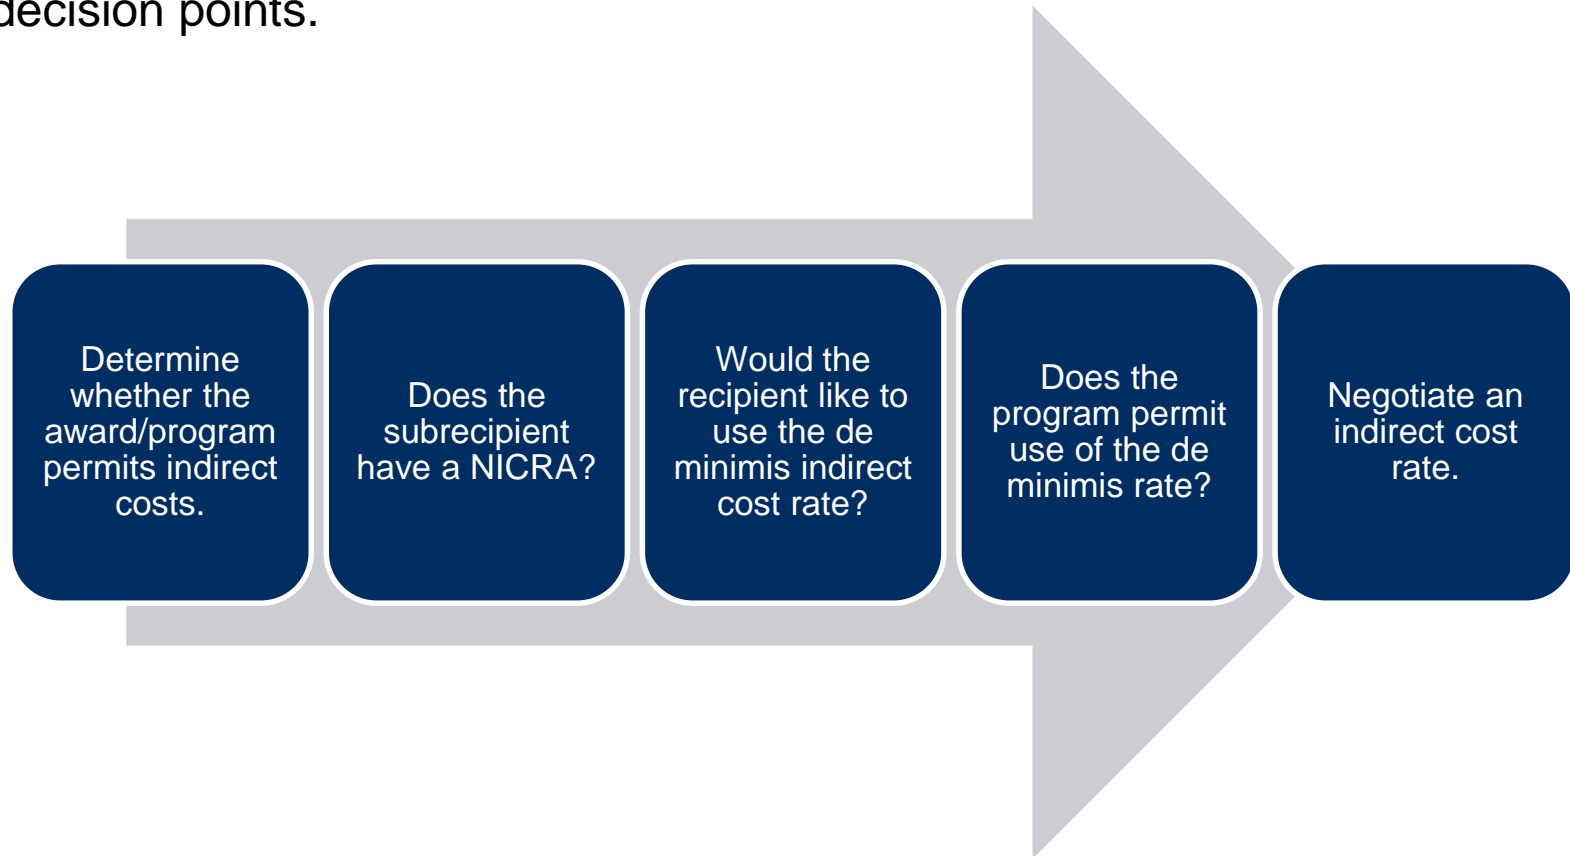 decision points.
Determine
whether the
award/program
permits indirect
costs.
Does the
subrecipient
have a NICRA?
Would the
recipient like to
use the de
minimis indirect
cost rate?
Does the
program permit
use of the de
minimis rate?
Negotiate an
indirect cost
rate.